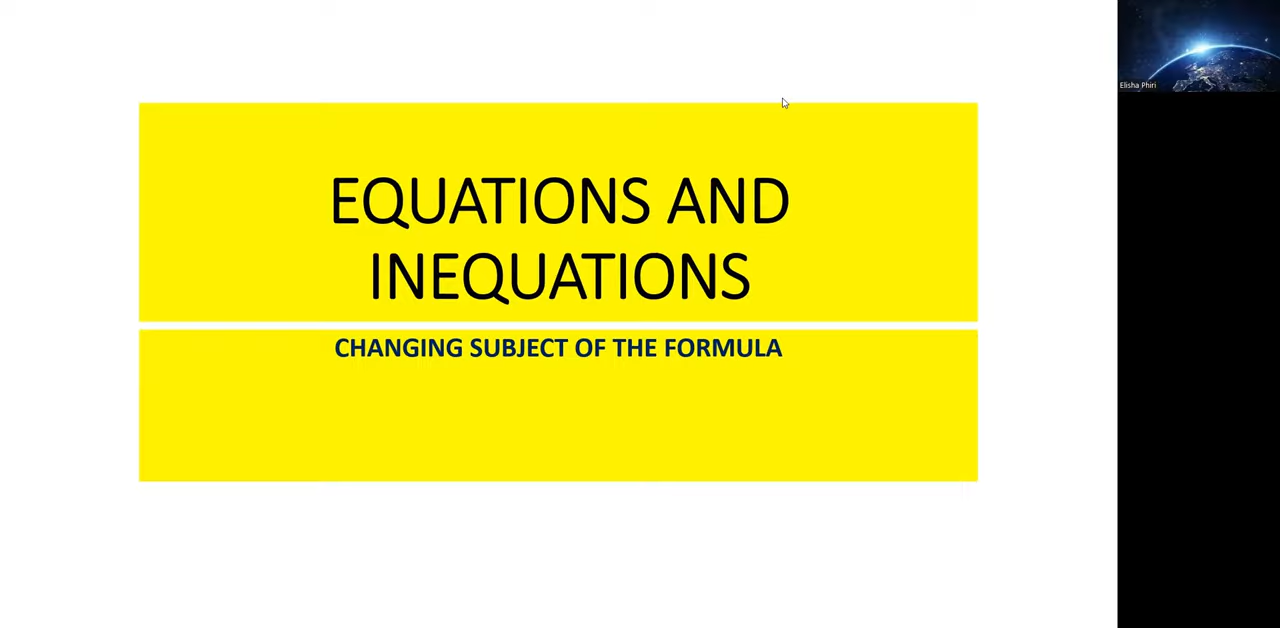 EQUATIONS AND
INEQUATIONS
CHANGING SUBJECT OF THE FORMULA
Elisha Phiri